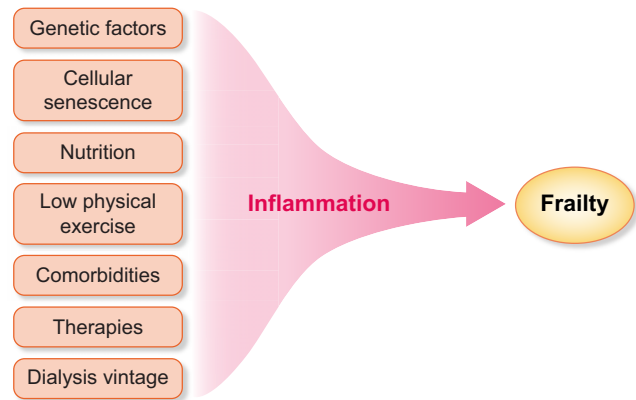 Genetic factors
Cellular
senescence
Nutrition
Low physical
exercise
Comorbidities
Therapies
Dialysis vintage
Inflammation
Frailty